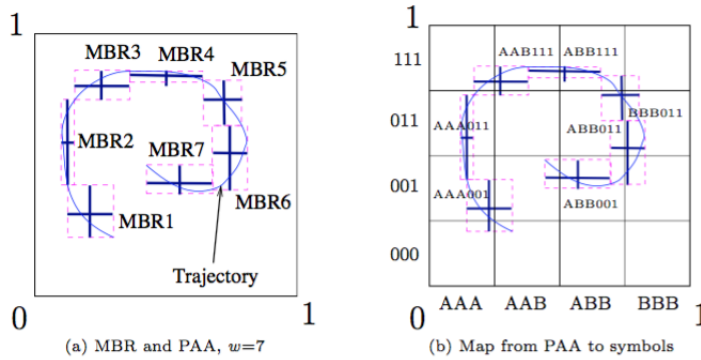 1
MBR3
MBR4
MBR5
MBR2
MBR7
MBR1
MBR6
Trajectory
0
1
(a) MBR and PAA, w=7
1
111
AAB111
ABB111
011
AAA011
ABB011
BBB011
001
AAA001
ABB001
000
AAA
AAB
ABB
BBB
0
1
(b) Map from PAA to symbols